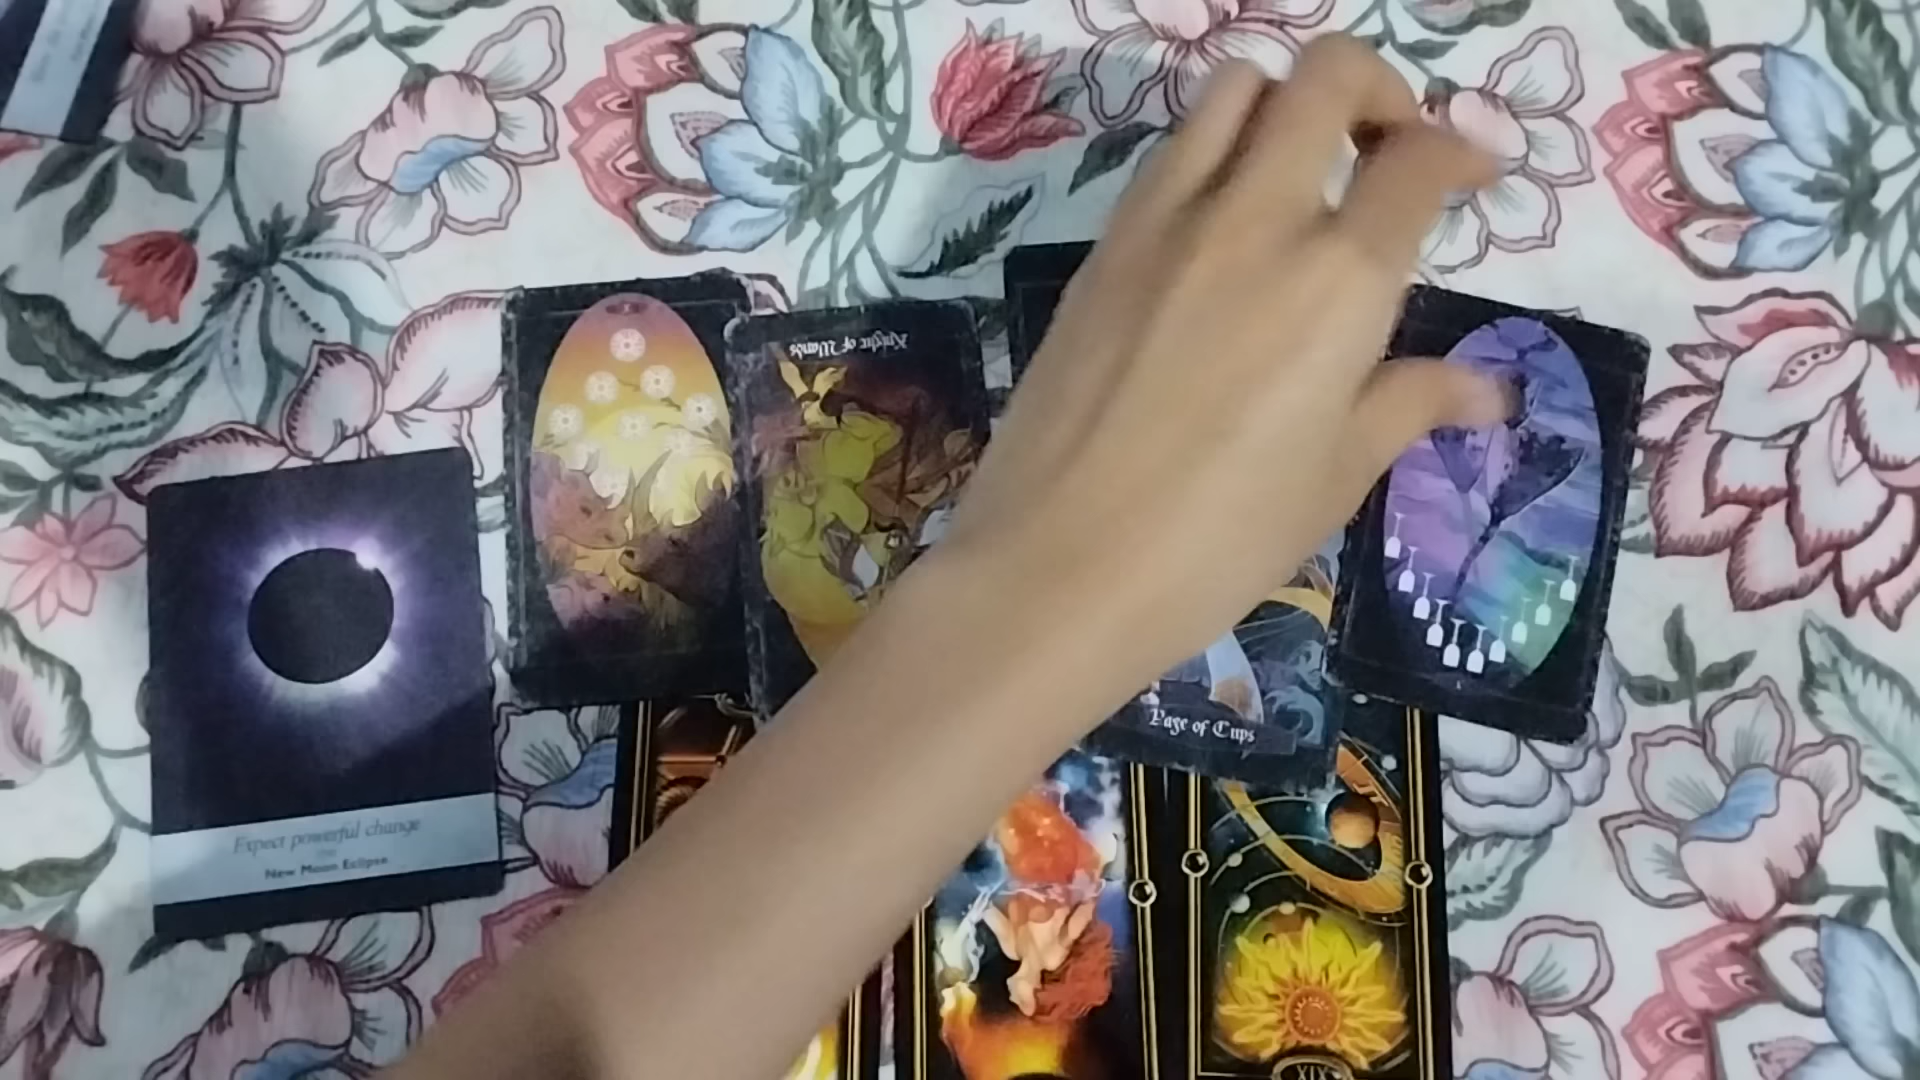 Knight of Wands
Page of Cups
Expect powerful change
New Moon Eclipse
XIX